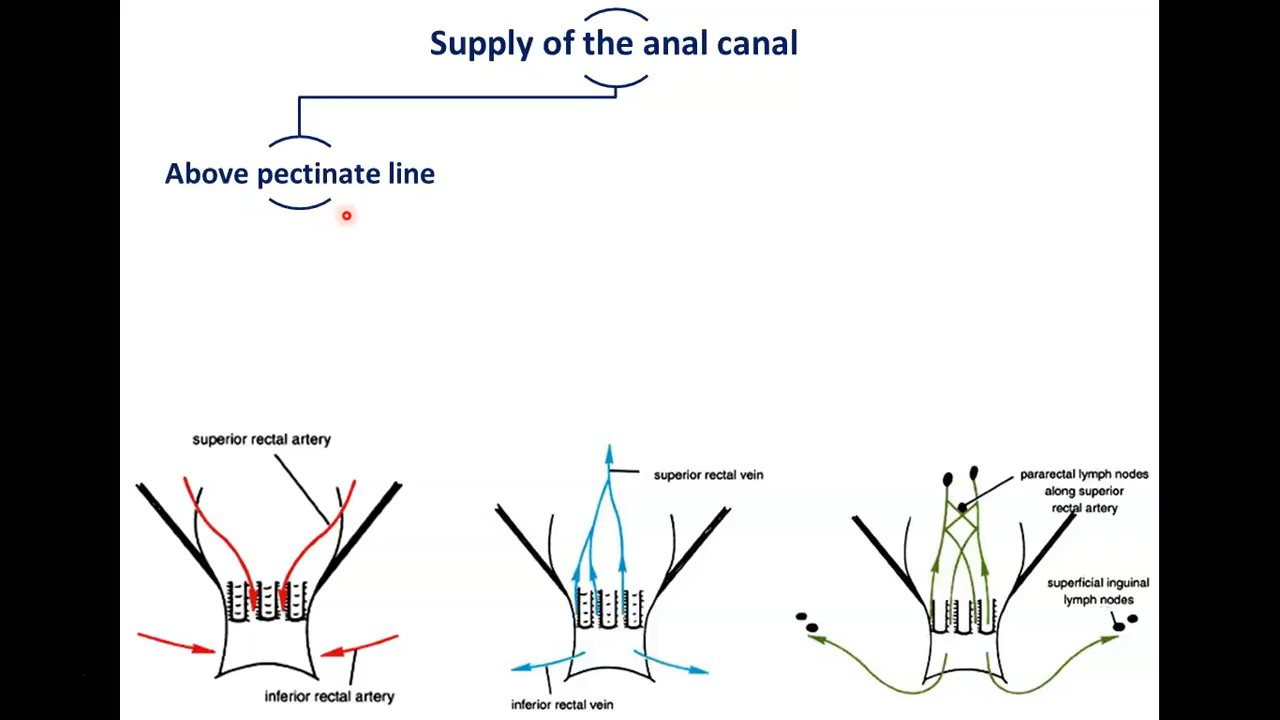 Supply of the anal canal
Above pectinate line
superior rectal artery
inferior rectal artery
superior rectal vein
inferior rectal vein
pararectal lymph nodes
along superior
rectal artery
superficial inguinal
lymph nodes